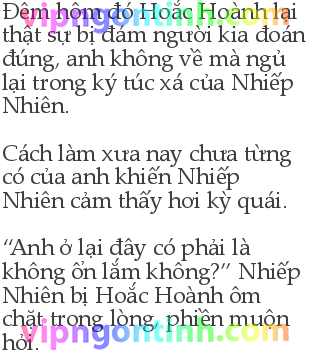 Đêm hôm đó Hoắc Hoành lại
thật sự bị đám người kia đoán
đúng, anh không về mà ngủ
lại trong ký túc xá của Nhiếp
Nhiên.
Cách làm xưa nay chưa từng
có của anh khiến Nhiếp
Nhiên cảm thấy hơi kỳ quái.
“Anh ở lại đây có phải là
không ổn lắm không?” Nhiếp
Nhiên bị Hoắc Hoành ôm
chặt trong lòng, phiền muộn
hỏi.
vipngontinh.com
vipngontinh.com